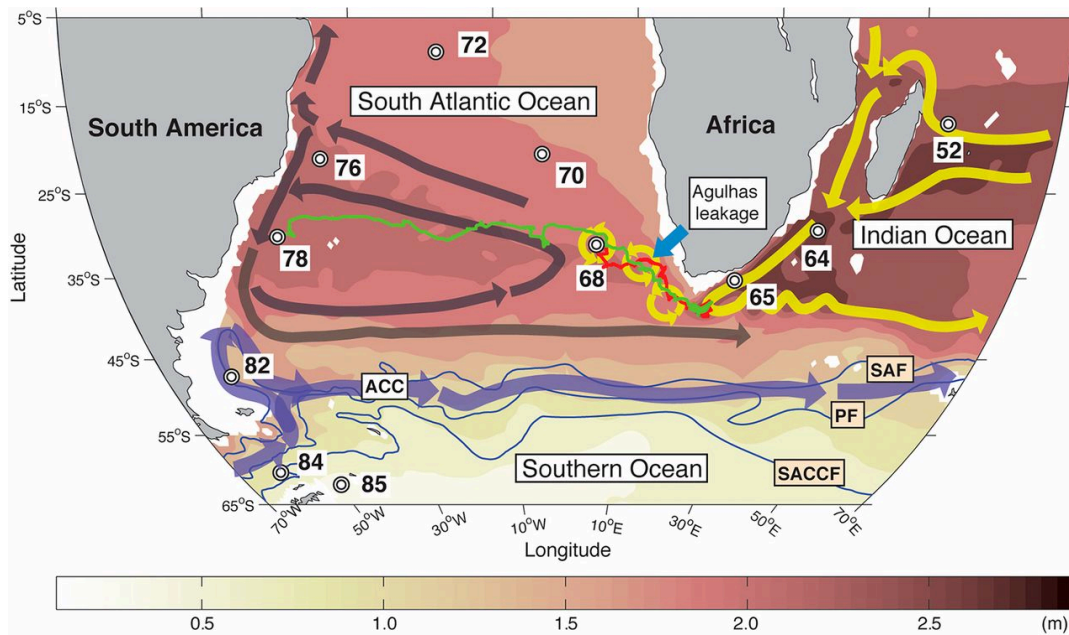 5°S
72
South Atlantic Ocean
15°S
South America
Africa
52
76
70
25°S
Agulhas
leakage
Indian Ocean
78
68
64
65
Latitude
35°S
45°S
82
ACC
SAF
PF
55°S
84
85
Southern Ocean
SACCF
65°S
70°W
50°W
30°W
10°W
10°E
30°E
50°E
70°E
Longitude
0.5
1.0
1.5
2.0
2.5
(m)